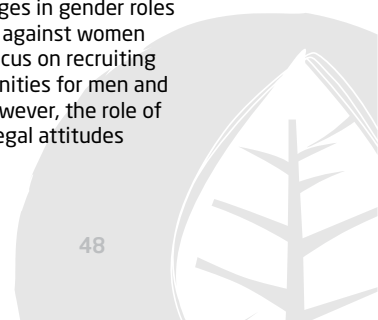 ges in gender roles
against women
cus on recruiting
nities for men and
wever, the role of
egal attitudes
48